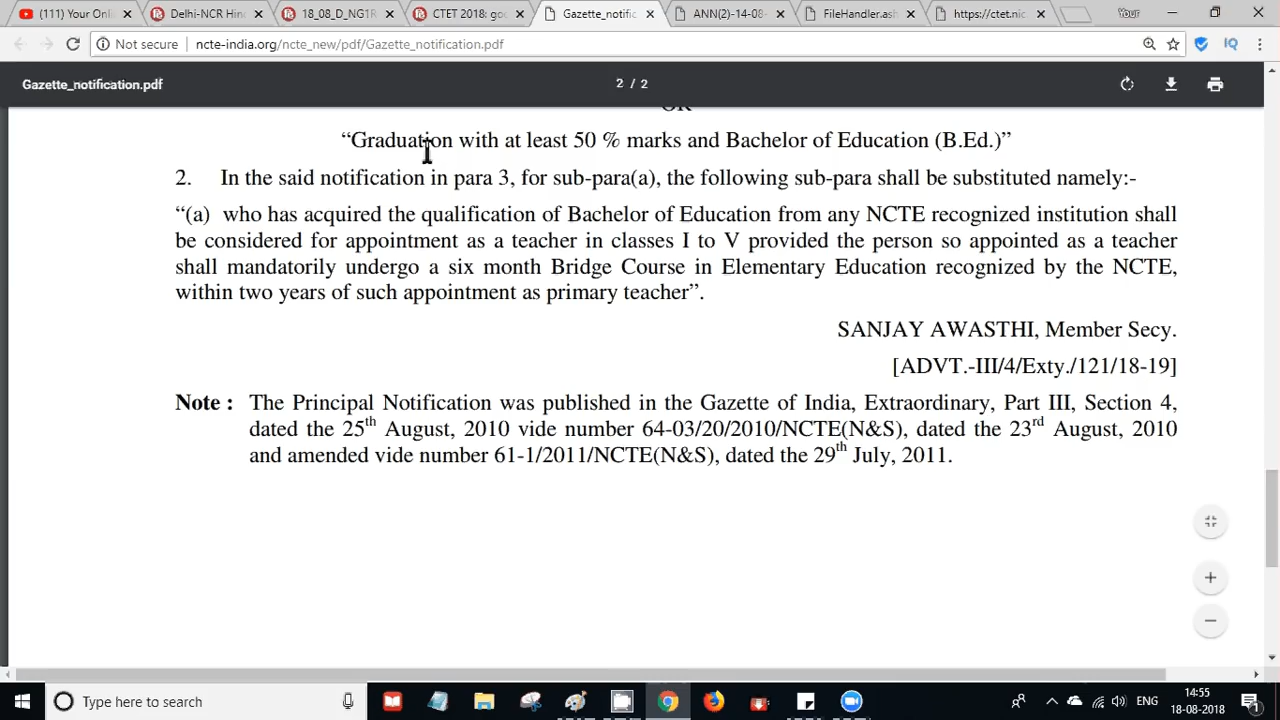 (111) Your Onli
Delhi-NCR Hin
18_08_D_NG1R
CTET 2018: go
Gazette_notific
ANN(2)-14-08-
FileHandler.as
https://ctet.nic
Your
Not secure
ncte-india.org/ncte_new/pdf/Gazette_notification.pdf
IQ
Gazette_notification.pdf
2 / 2
OR
“Graduation with at least 50 % marks and Bachelor of Education (B.Ed.)”
2. In the said notification in para 3, for sub-para(a), the following sub-para shall be substituted namely:-
“(a) who has acquired the qualification of Bachelor of Education from any NCTE recognized institution shall
be considered for appointment as a teacher in classes I to V provided the person so appointed as a teacher
shall mandatorily undergo a six month Bridge Course in Elementary Education recognized by the NCTE,
within two years of such appointment as primary teacher”.
SANJAY AWASTHI, Member Secy.
[ADVT.-III/4/Exty./121/18-19]
Note : The Principal Notification was published in the Gazette of India, Extraordinary, Part III, Section 4,
dated the 25th August, 2010 vide number 64-03/20/2010/NCTE(N&S), dated the 23rd August, 2010
and amended vide number 61-1/2011/NCTE(N&S), dated the 29th July, 2011.
Type here to search
ENG
14:55
18-08-2018
1